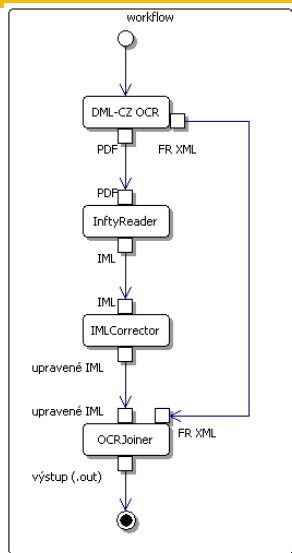 workflow
DML-CZ OCR
PDF
FR XML
PDF
InftyReader
IML
IML
IMLCorrector
upravené IML
upravené IML
FR XML
OCRJoiner
výstup (.out)